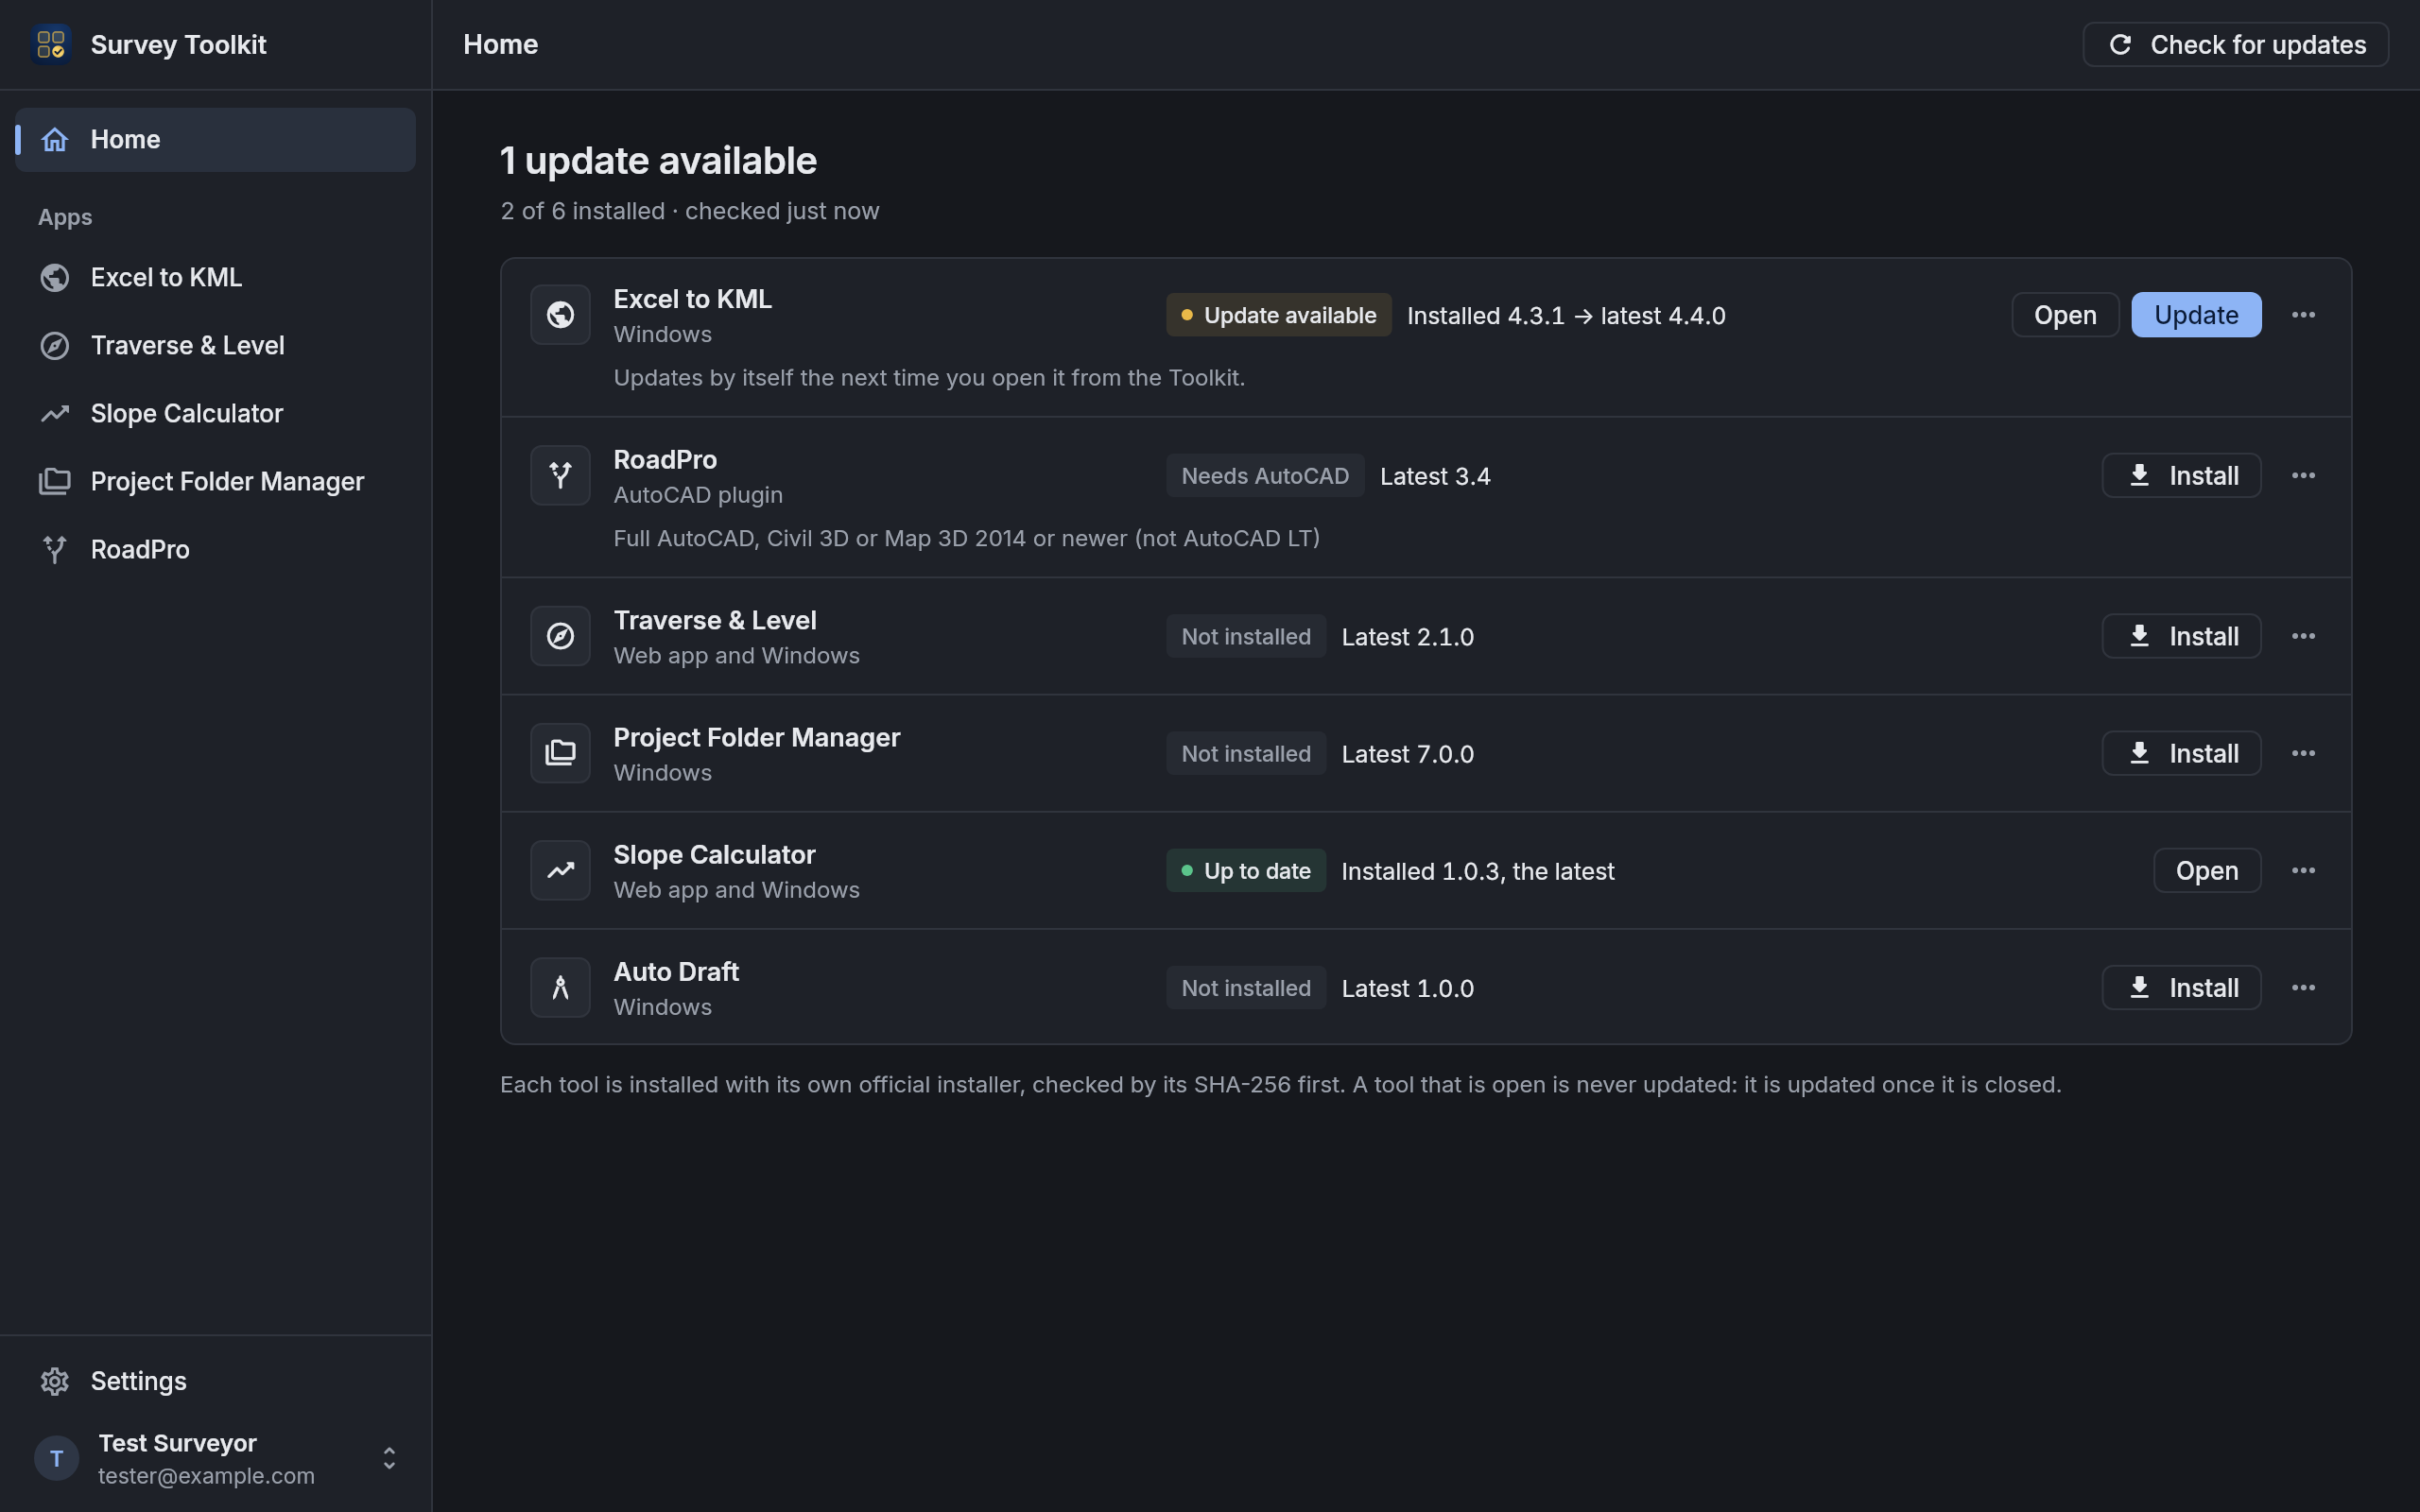 Survey Toolkit
Home
Check for updates
Home
Apps
Excel to KML
Traverse & Level
Slope Calculator
Project Folder Manager
RoadPro
1 update available
2 of 6 installed · checked just now
Excel to KML
Windows
Update available
Installed 4.3.1 → latest 4.4.0
Open
Update
Updates by itself the next time you open it from the Toolkit.
RoadPro
AutoCAD plugin
Needs AutoCAD
Latest 3.4
Install
Full AutoCAD, Civil 3D or Map 3D 2014 or newer (not AutoCAD LT)
Traverse & Level
Web app and Windows
Not installed
Latest 2.1.0
Install
Project Folder Manager
Windows
Not installed
Latest 7.0.0
Install
Slope Calculator
Web app and Windows
Up to date
Installed 1.0.3, the latest
Open
Auto Draft
Windows
Not installed
Latest 1.0.0
Install
Each tool is installed with its own official installer, checked by its SHA-256 first. A tool that is open is never updated: it is updated once it is closed.
Settings
T
Test Surveyor
tester@example.com